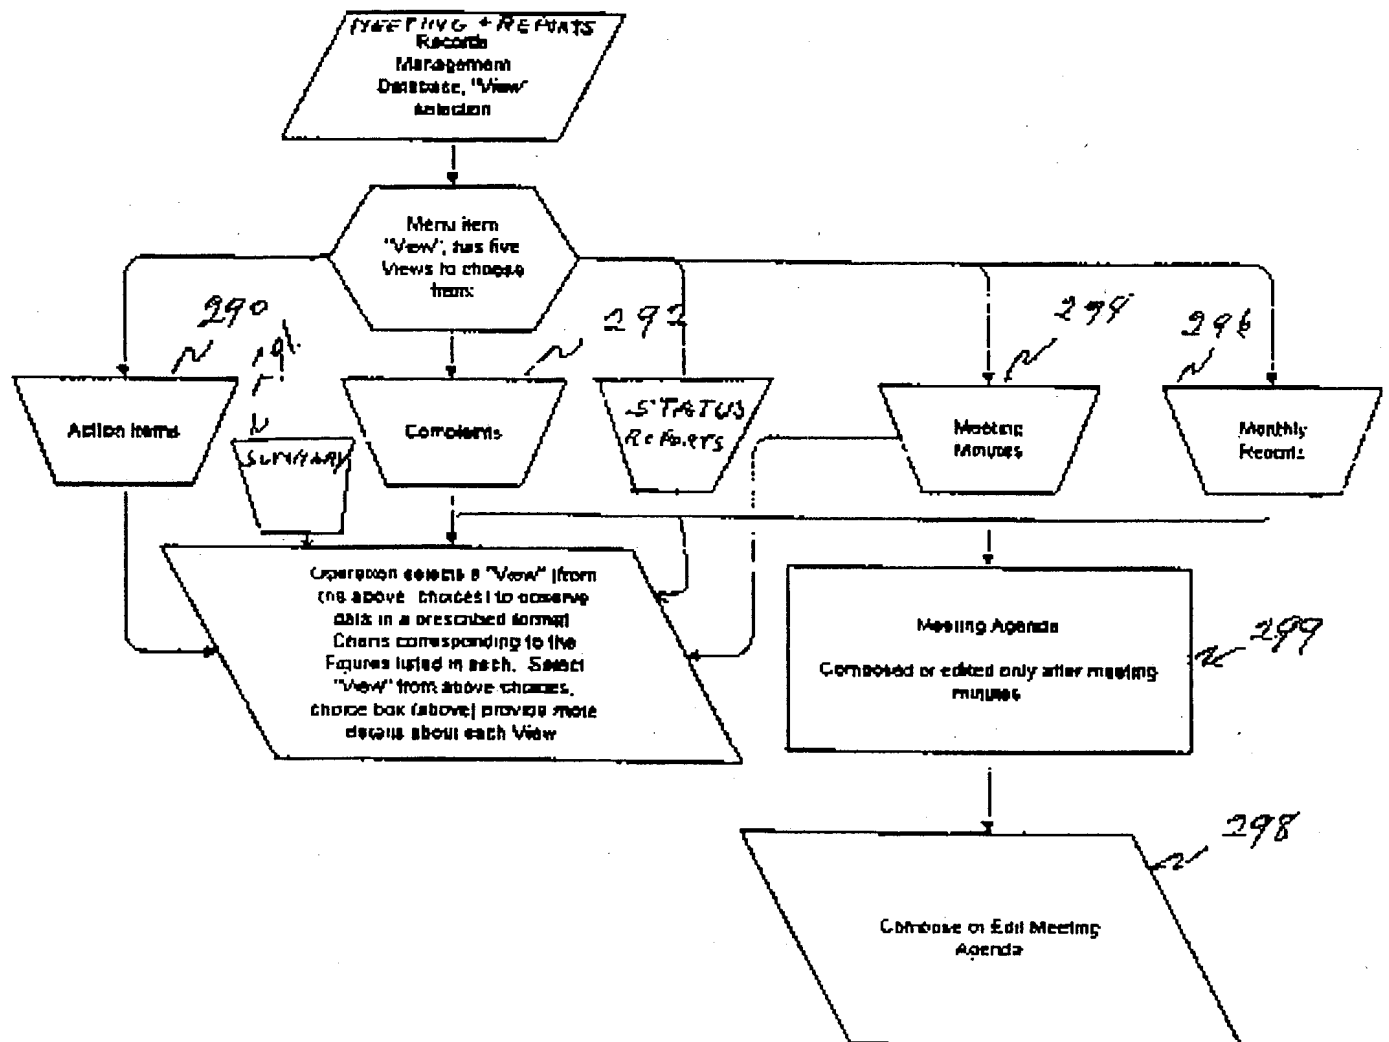 MEETING + REPORTS
Records
Management
Database, "View"
selection
Menu item
"View", has five
Views to choose
from:
290
292
294
296
Action Items
SUMMARY
Complaints
STATUS
REPORTS
Meeting
Minutes
Monthly
Reports
Operation selects a "View" (from
the above choices) to observe
data in a prescribed format
Charts corresponding to the
Figures listed in each. Select
"View" from above choices,
choice box (above) provide more
details about each View
Meeting Agenda
Composed or edited only after meeting
minutes
299
298
Compose or Edit Meeting
Agenda